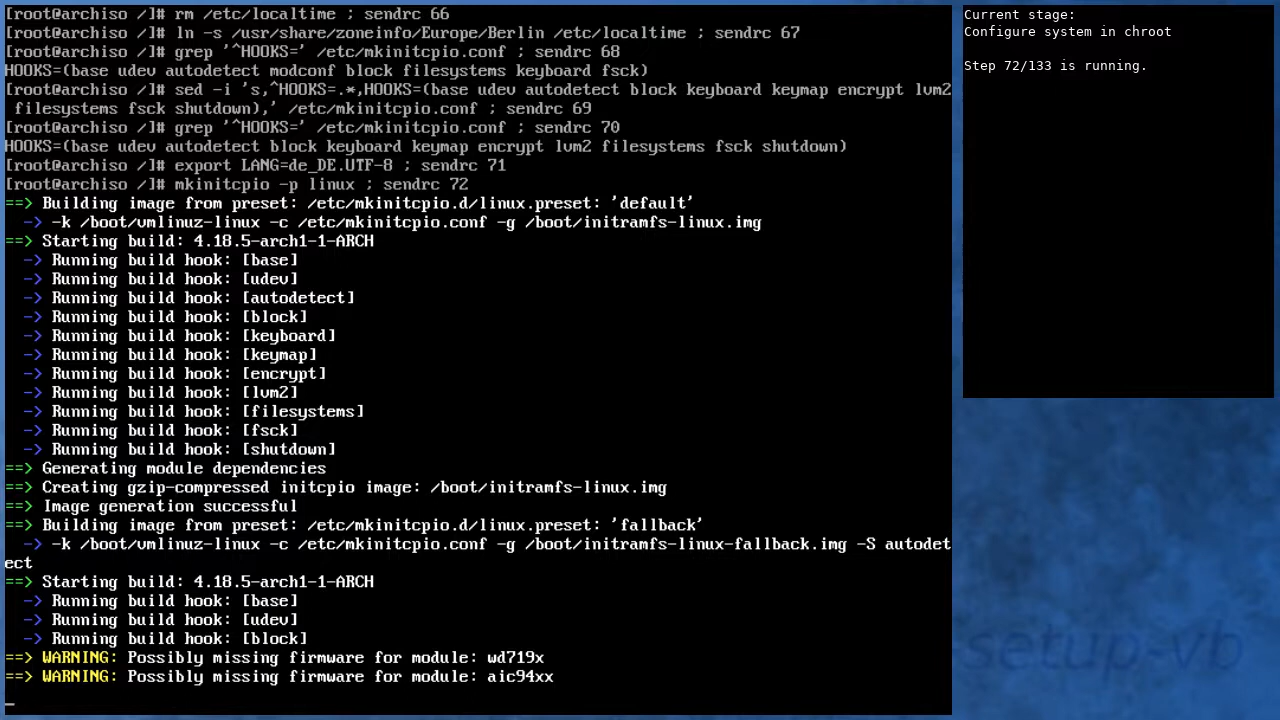 [root@archiso /]# rm /etc/localtime ; sendrc 66
[root@archiso /]# ln -s /usr/share/zoneinfo/Europe/Berlin /etc/localtime ; sendrc 67
[root@archiso /]# grep '^HOOKS=' /etc/mkinitcpio.conf ; sendrc 68
HOOKS=(base udev autodetect modconf block filesystems keyboard fsck)
[root@archiso /]# sed -i 's,^HOOKS=.*,HOOKS=(base udev autodetect block keyboard keymap encrypt lvm2
 filesystems fsck shutdown),' /etc/mkinitcpio.conf ; sendrc 69
[root@archiso /]# grep '^HOOKS=' /etc/mkinitcpio.conf ; sendrc 70
HOOKS=(base udev autodetect block keyboard keymap encrypt lvm2 filesystems fsck shutdown)
[root@archiso /]# export LANG=de_DE.UTF-8 ; sendrc 71
[root@archiso /]# mkinitcpio -p linux ; sendrc 72
==> Building image from preset: /etc/mkinitcpio.d/linux.preset: 'default'
  -> -k /boot/vmlinuz-linux -c /etc/mkinitcpio.conf -g /boot/initramfs-linux.img
==> Starting build: 4.18.5-arch1-1-ARCH
  -> Running build hook: [base]
  -> Running build hook: [udev]
  -> Running build hook: [autodetect]
  -> Running build hook: [block]
  -> Running build hook: [keyboard]
  -> Running build hook: [keymap]
  -> Running build hook: [encrypt]
  -> Running build hook: [lvm2]
  -> Running build hook: [filesystems]
  -> Running build hook: [fsck]
  -> Running build hook: [shutdown]
==> Generating module dependencies
==> Creating gzip-compressed initcpio image: /boot/initramfs-linux.img
==> Image generation successful
==> Building image from preset: /etc/mkinitcpio.d/linux.preset: 'fallback'
  -> -k /boot/vmlinuz-linux -c /etc/mkinitcpio.conf -g /boot/initramfs-linux-fallback.img -S autodet
ect
==> Starting build: 4.18.5-arch1-1-ARCH
  -> Running build hook: [base]
  -> Running build hook: [udev]
  -> Running build hook: [block]
==> WARNING: Possibly missing firmware for module: wd719x
==> WARNING: Possibly missing firmware for module: aic94xx
Current stage:
Configure system in chroot
Step 72/133 is running.
setup-vb